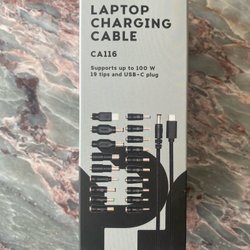 LAPTOP
CHARGING
CABLE
CA116
Supports up to 100 W
19 tips and USB-C plug